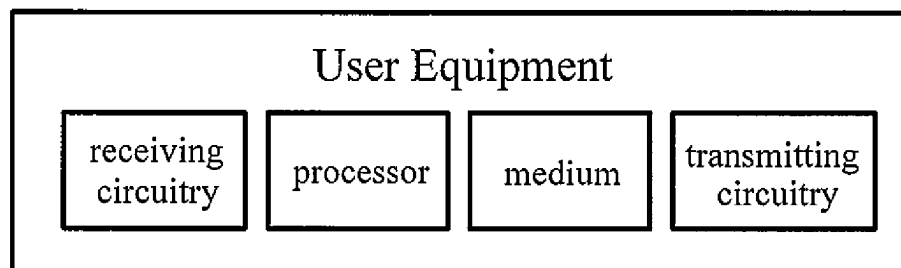 User Equipment
receiving
circuitry
processor
medium
transmitting
circuitry